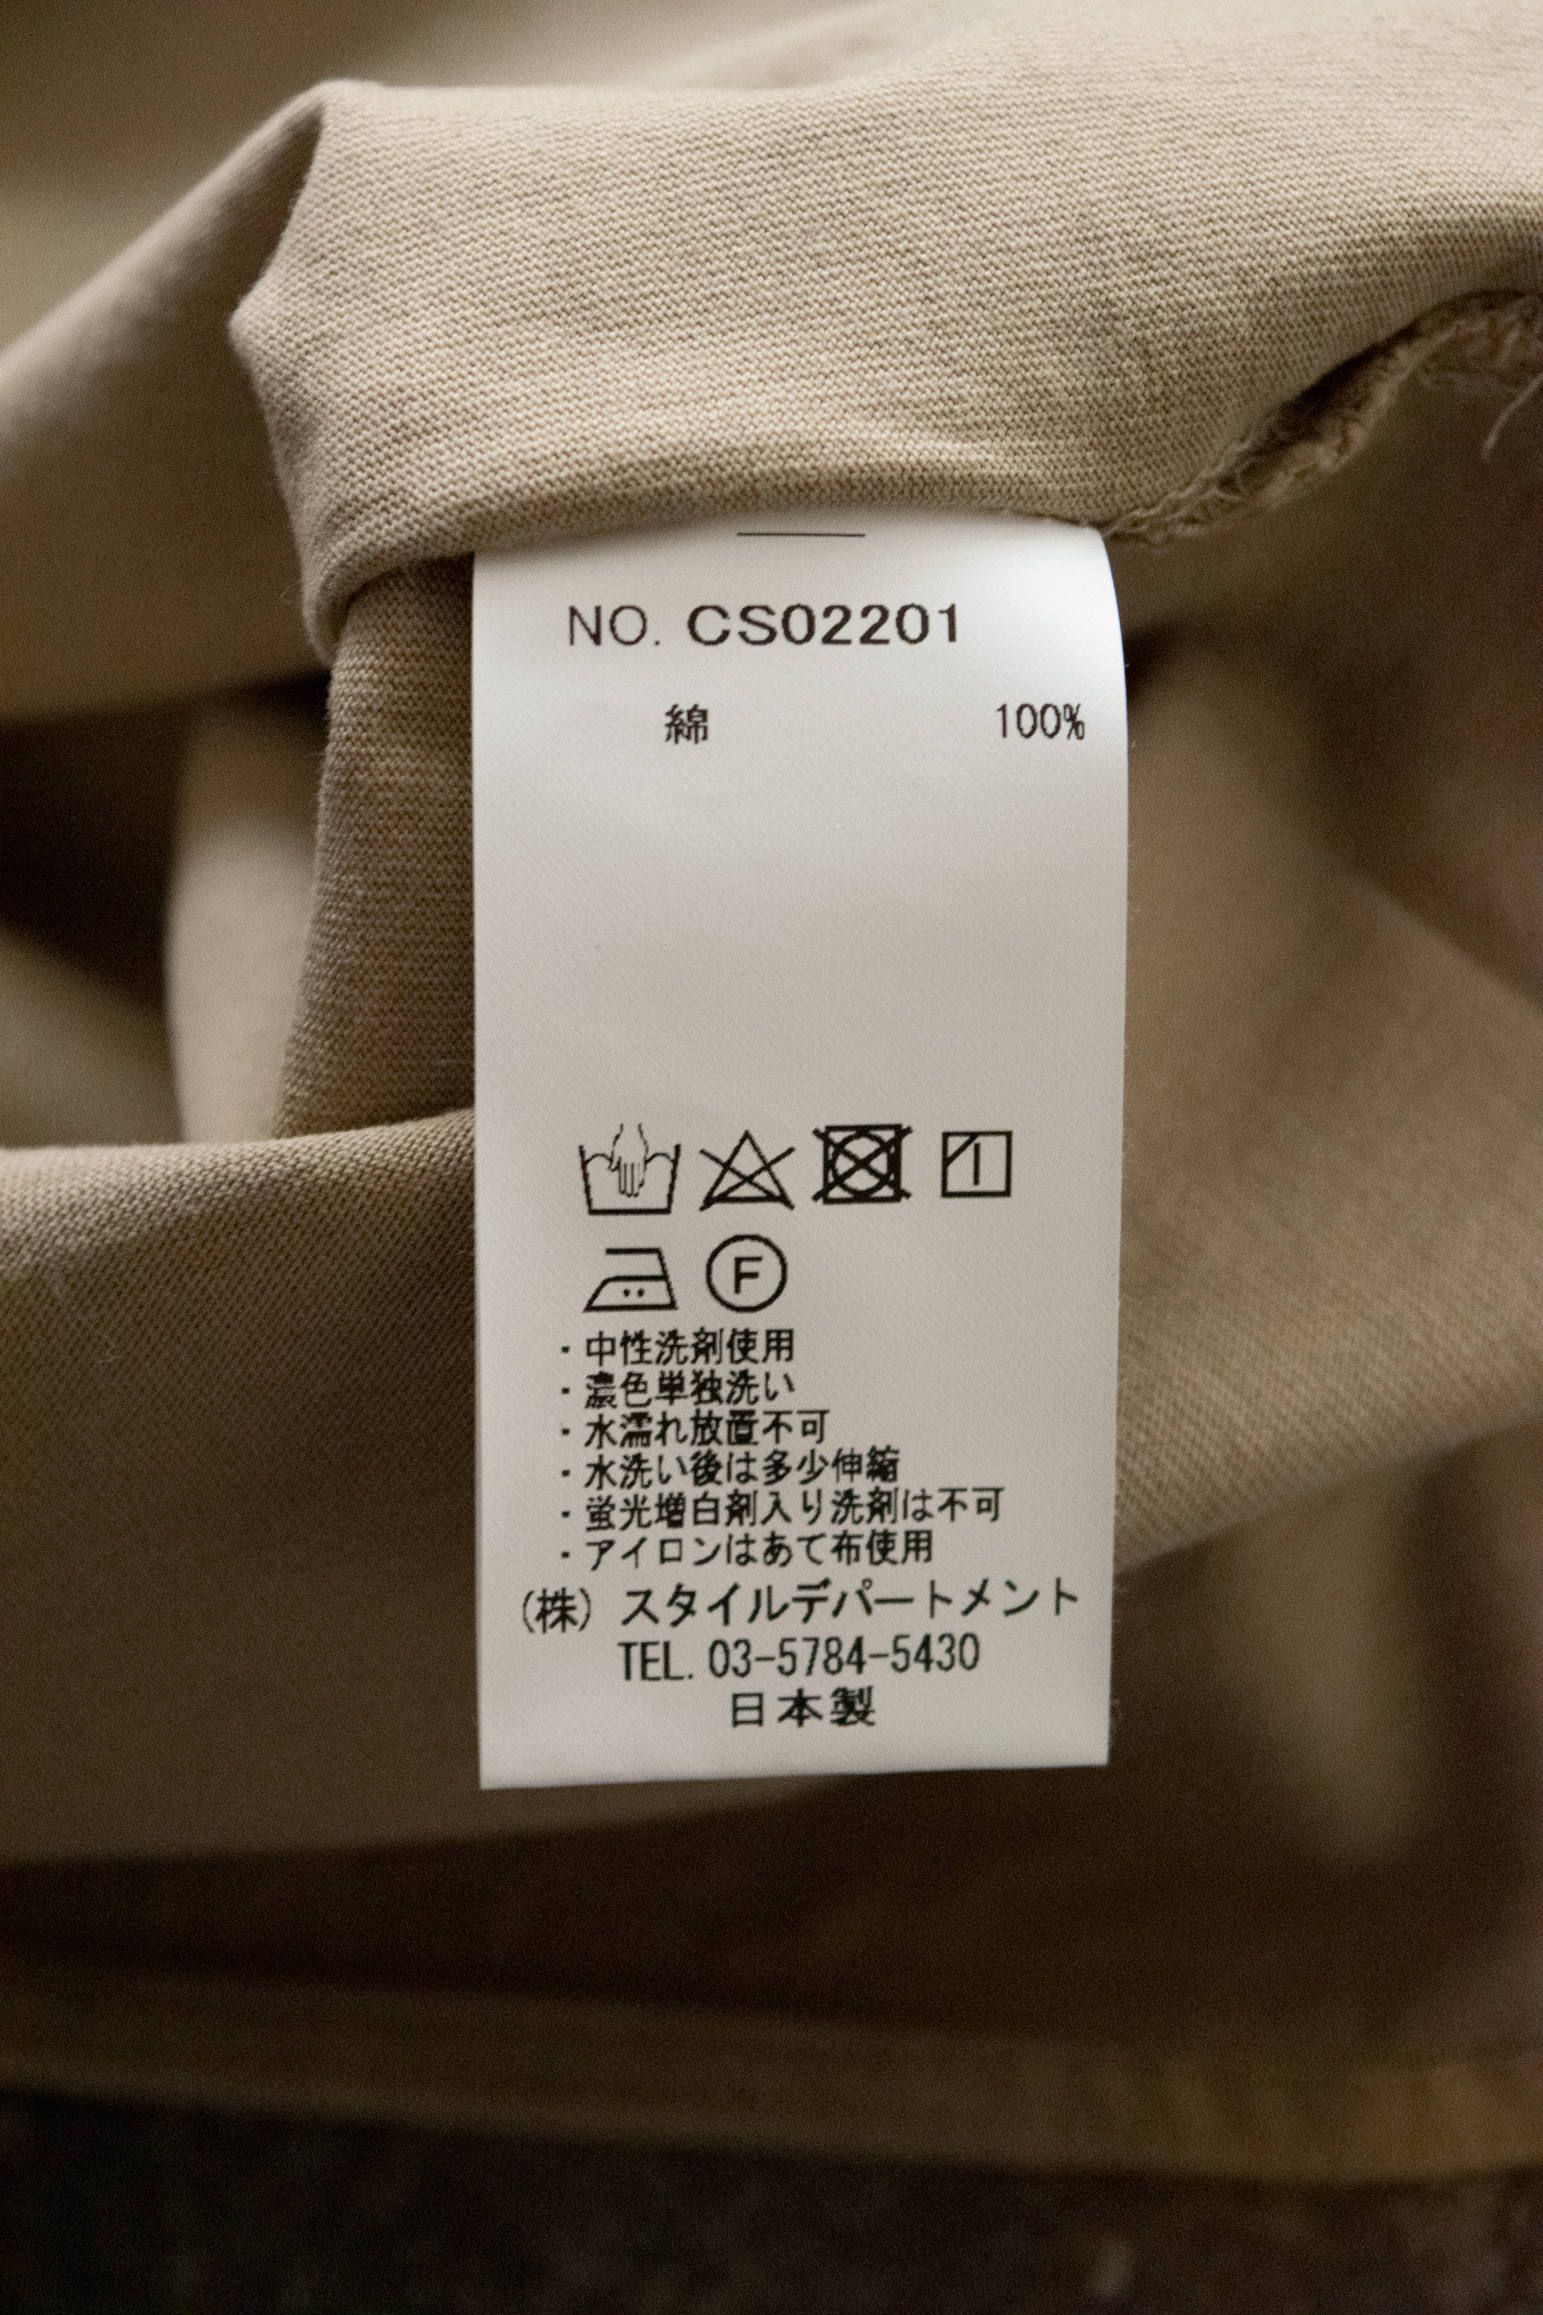 NO. CS02201
綿 100%
F
・中性洗剤使用
・濃色単独洗い
・水濡れ放置不可
・水洗い後は多少伸縮
・蛍光増白剤入り洗剤は不可
・アイロンはあて布使用
(株) スタイルデパートメント
TEL. 03-5784-5430
日本製